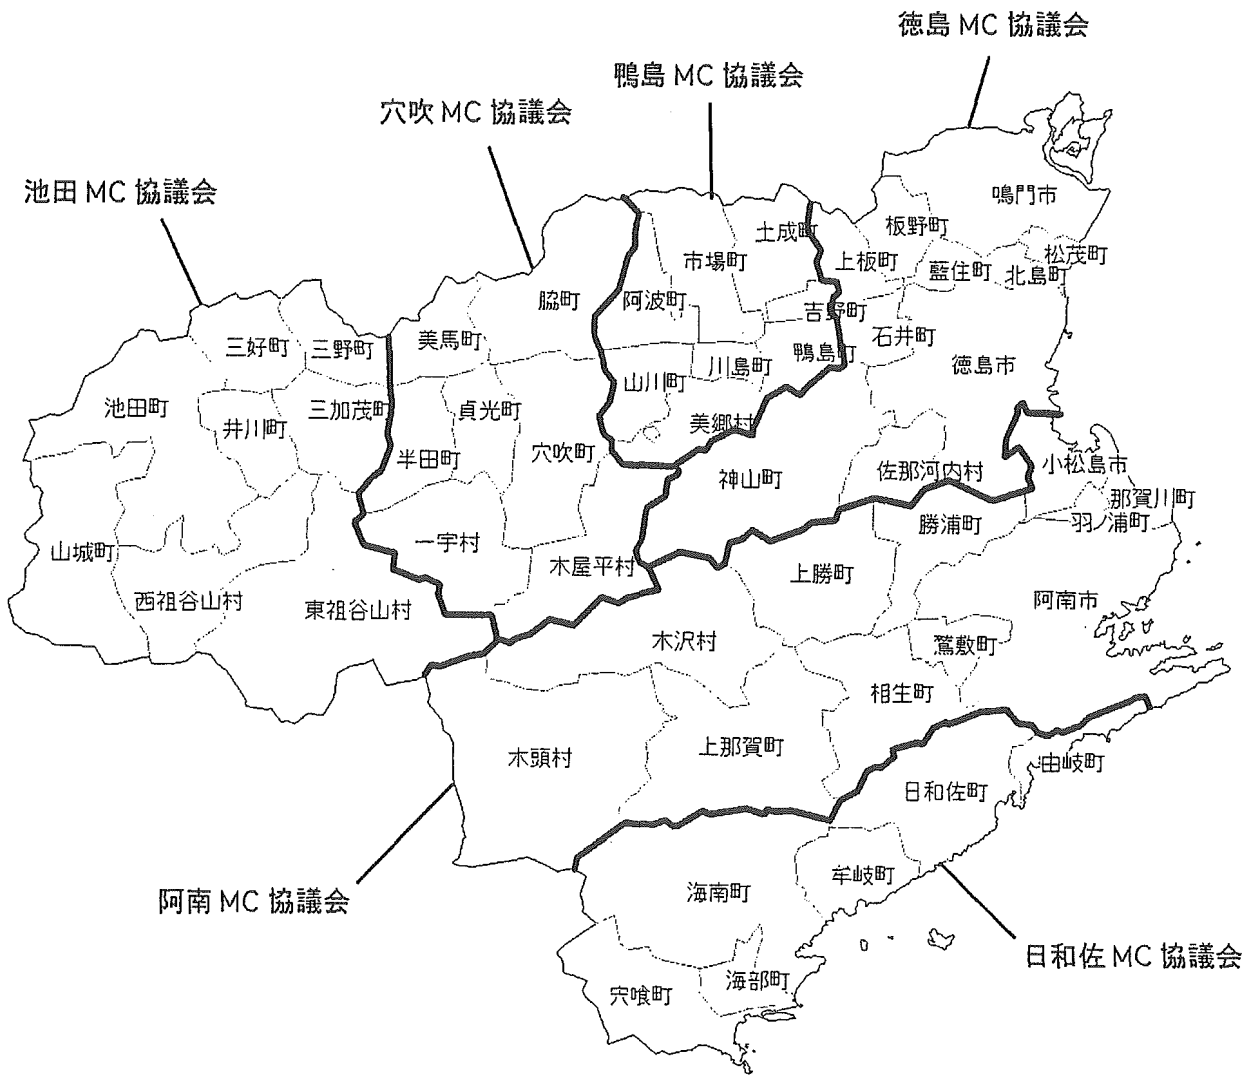 徳島 MC 協議会
鴨島 MC 協議会
穴吹 MC 協議会
池田 MC 協議会
鳴門市
板野町
土成町
松茂町
上板町
市場町
藍住町
北島町
脇町
阿波町
吉野町
石井町
美馬町
三好町
三野町
鴨島町
徳島市
川島町
山川町
池田町
三加茂町
貞光町
井川町
美郷村
穴吹町
半田町
小松島市
佐那河内村
神山町
那賀川町
羽ノ浦町
勝浦町
一宇村
山城町
木屋平村
上勝町
西祖谷山村
東祖谷山村
阿南市
木沢村
鷲敷町
相生町
上那賀町
木頭村
由岐町
日和佐町
牟岐町
海南町
阿南 MC 協議会
日和佐 MC 協議会
海部町
宍喰町